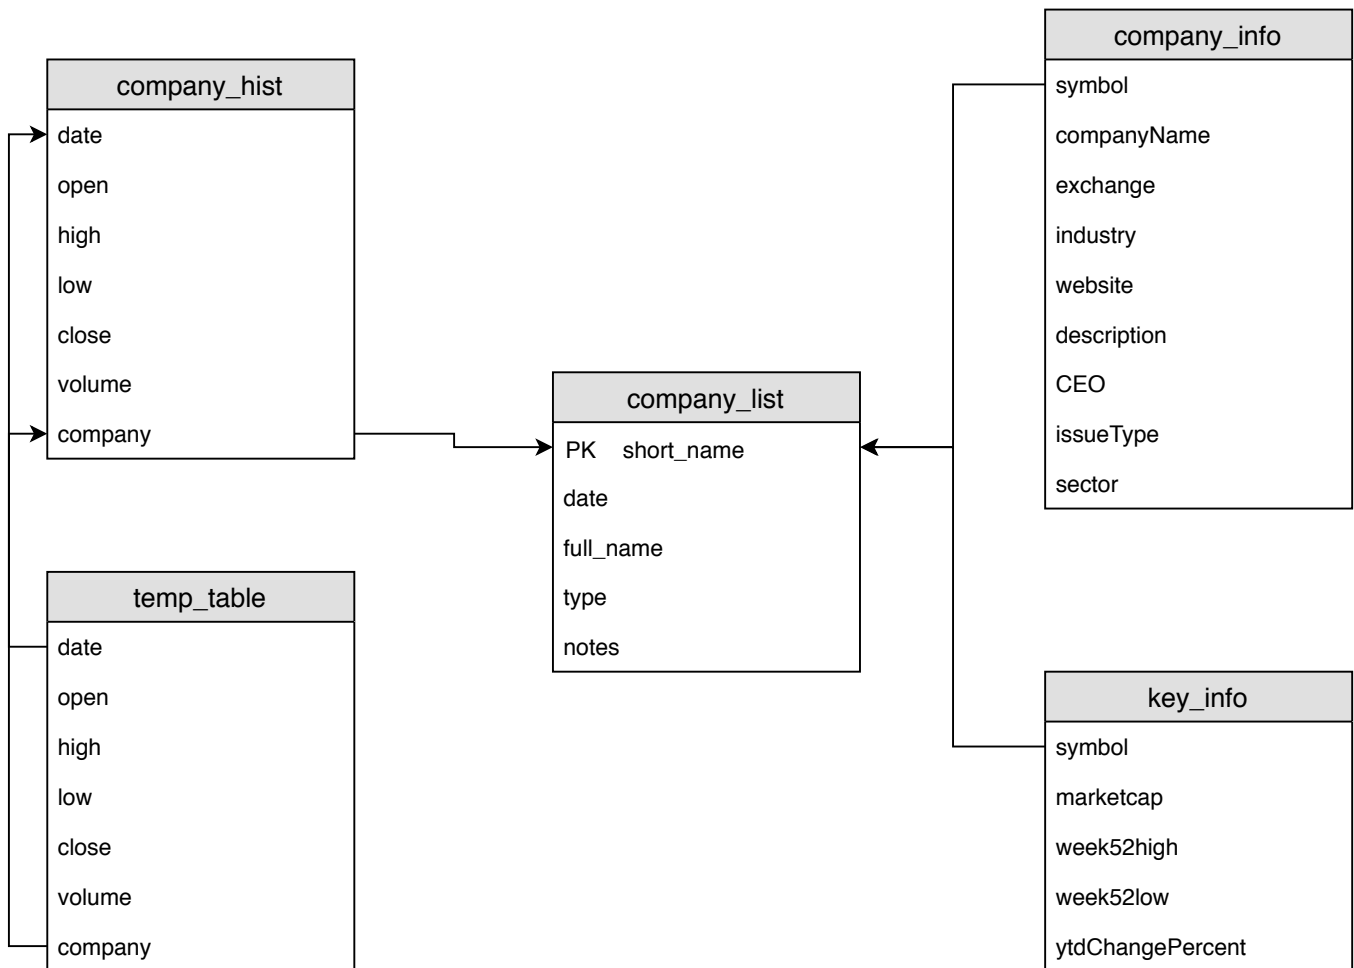 company_hist
date
open
high
low
close
volume
company
temp_table
date
open
high
low
close
volume
company
company_list
PK short_name
date
full_name
type
notes
company_info
symbol
companyName
exchange
industry
website
description
CEO
issueType
sector
key_info
symbol
marketcap
week52high
week52low
ytdChangePercent